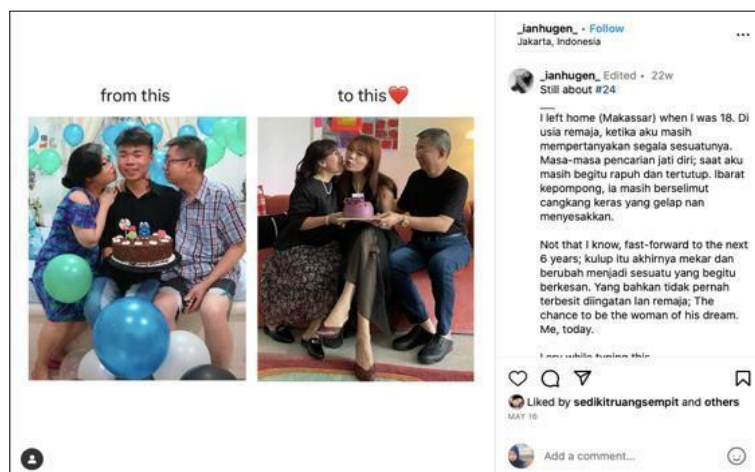 from this
to this❤️
_ianhugen_ • Follow
Jakarta, Indonesia
_ianhugen_ Edited • 22w
Still about #24
I left home (Makassar) when I was 18. Di
usia remaja, ketika aku masih
mempertanyakan segala sesuatunya.
Masa-masa pencarian jati diri; saat aku
masih begitu rapuh dan tertutup. Ibarat
kepompong, ia masih berselimut
cangkang keras yang gelap nan
menyesakkan.
Not that I know, fast-forward to the next
6 years; kulup itu akhirnya mekar dan
berubah menjadi sesuatu yang begitu
berkesan. Yang bahkan tidak pernah
terbesit diingatan Ian remaja; The
chance to be the woman of his dream.
Me, today.
I cry while typing this
Liked by sedikitruangsempit and others
MAY 16
Add a comment...